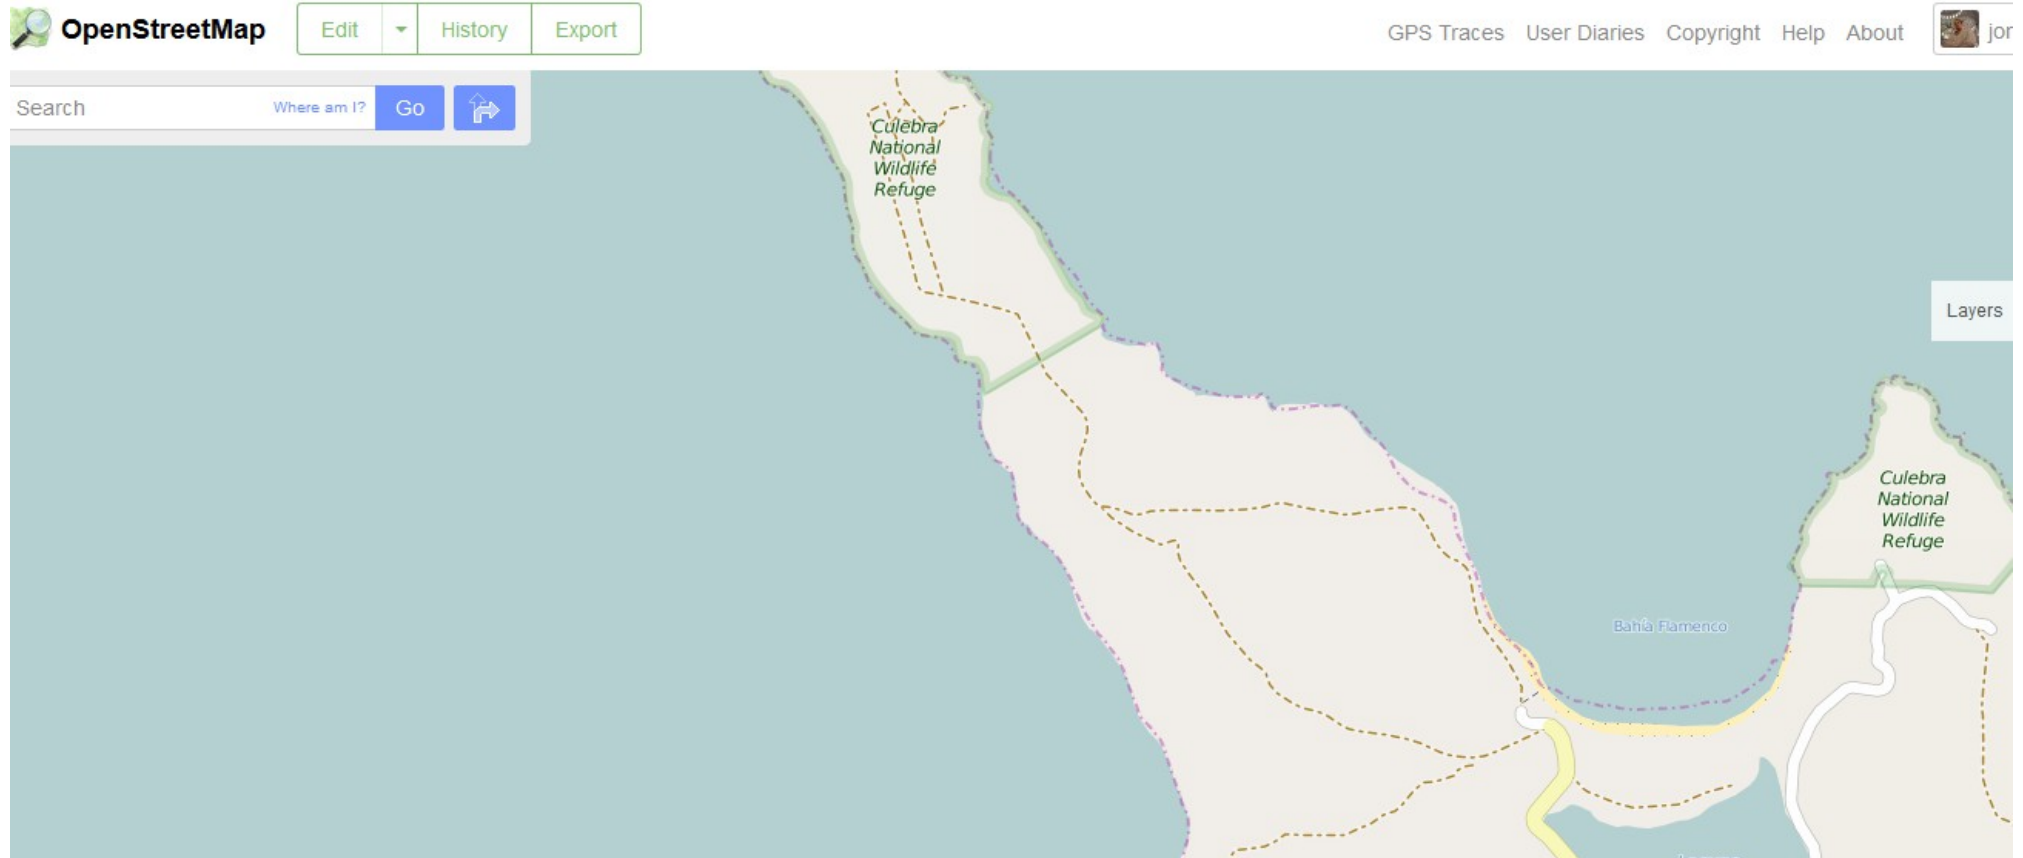 OpenStreetMap
Edit
History
Export
GPS Traces
User Diaries
Copyright
Help
About
Search
Where am I?
Go
Culebra
National
Wildlife
Refuge
Layers
Culebra
National
Wildlife
Refuge
Bahía Flamenco